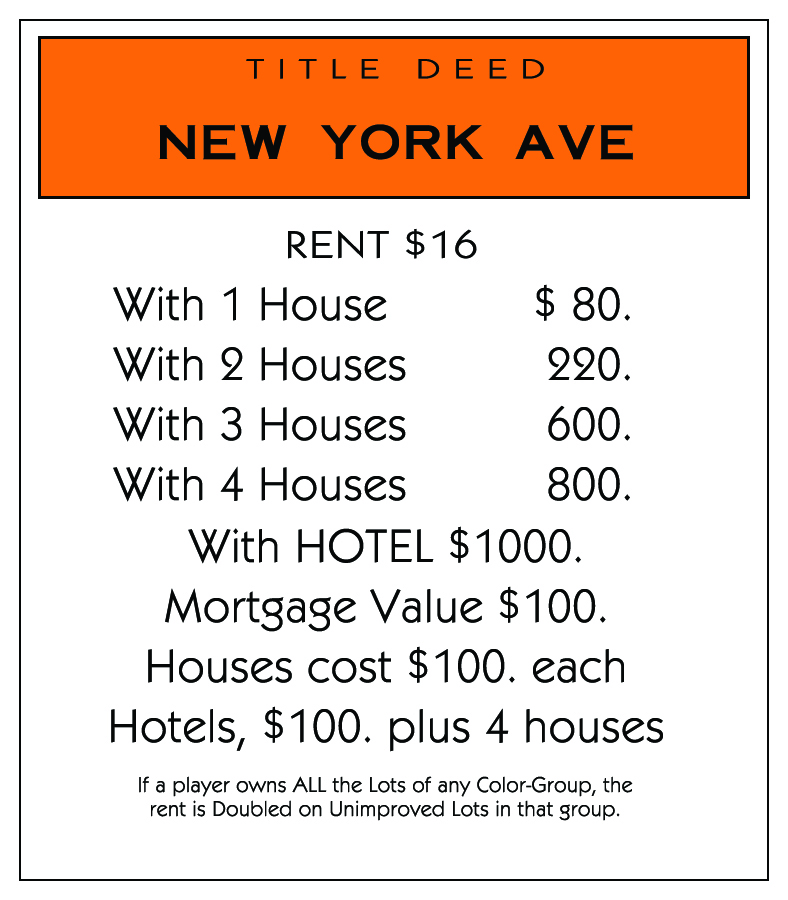 TITLE DEED
NEW YORK AVE
RENT $16
With 1 House $ 80.
With 2 Houses 220.
With 3 Houses 600.
With 4 Houses 800.
With HOTEL $1000.
Mortgage Value $100.
Houses cost $100. each
Hotels, $100. plus 4 houses
If a player owns ALL the Lots of any Color-Group, the
rent is Doubled on Unimproved Lots in that group.